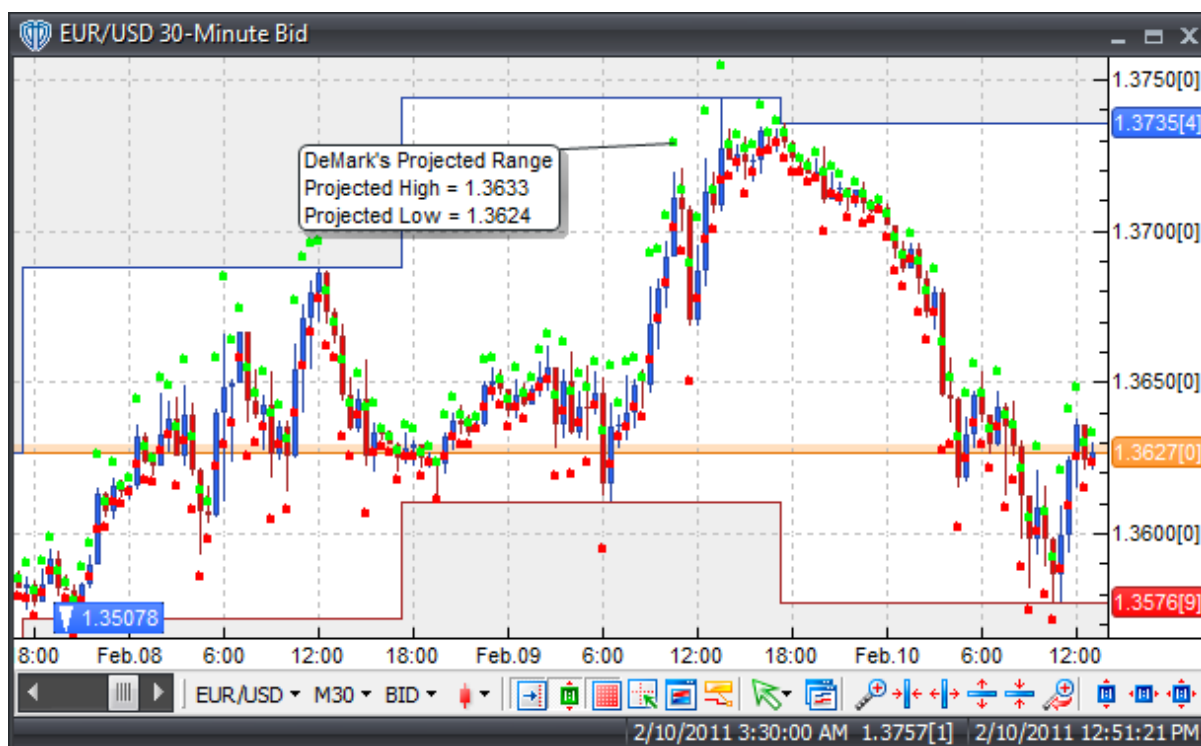 EUR/USD 30-Minute Bid
1.3750[0]
1.3735[4]
DeMark's Projected Range
Projected High = 1.3633
Projected Low = 1.3624
1.3700[0]
1.3650[0]
1.3627[0]
1.3600[0]
1.3576[9]
1.35078
8:00 Feb.08 6:00 12:00 18:00 Feb.09 6:00 12:00 18:00 Feb.10 6:00 12:00
EUR/USD M30 BID
2/10/2011 3:30:00 AM 1.3757[1] 2/10/2011 12:51:21 PM